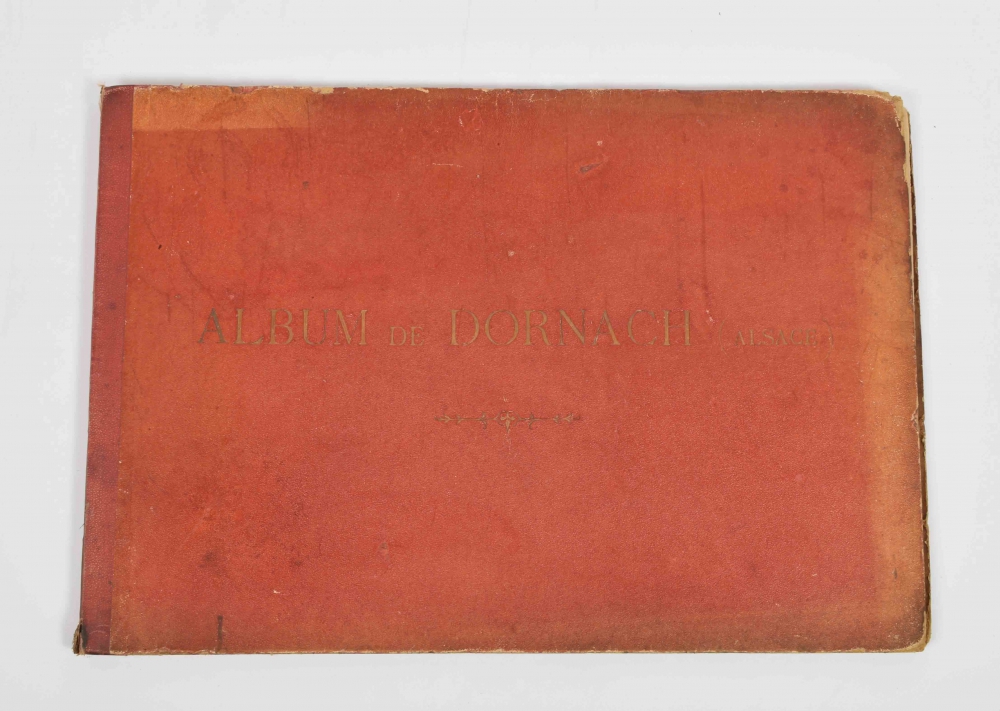 ALBUM DE DORNACH (ALSACE)